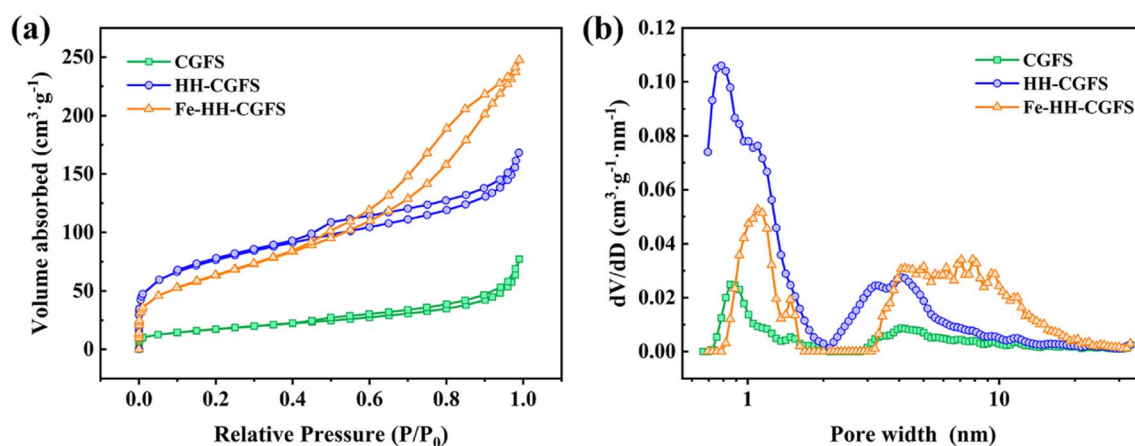 (a)
CGFS
HH-CGFS
Fe-HH-CGFS
Volume absorbed (cm³·g⁻¹)
250
200
150
100
50
0
0.0 0.2 0.4 0.6 0.8 1.0
Relative Pressure (P/P₀)
(b)
CGFS
HH-CGFS
Fe-HH-CGFS
dV/dD (cm³·g⁻¹·nm⁻¹)
0.12
0.10
0.08
0.06
0.04
0.02
0.00
1 10
Pore width (nm)